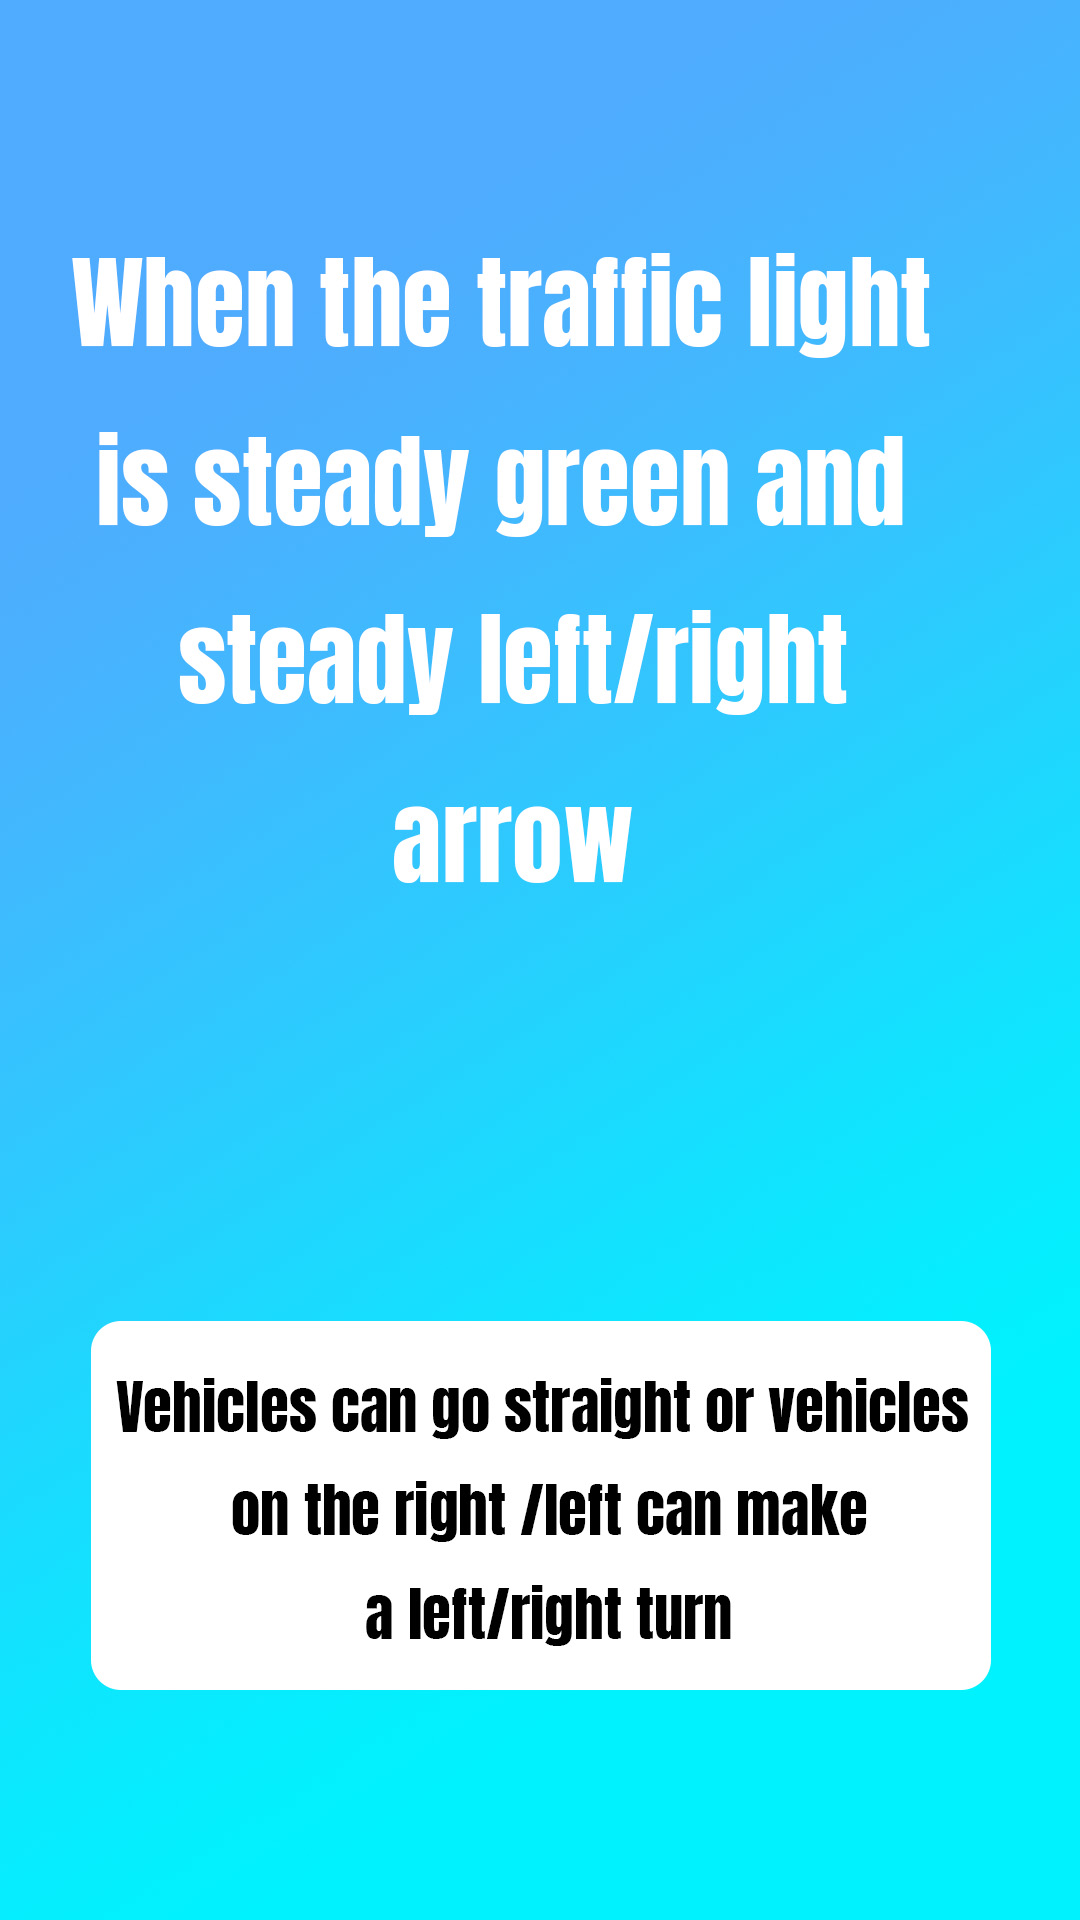 When the traffic light
is steady green and
steady left/right
arrow
Vehicles can go straight or vehicles
on the right /left can make
a left/right turn